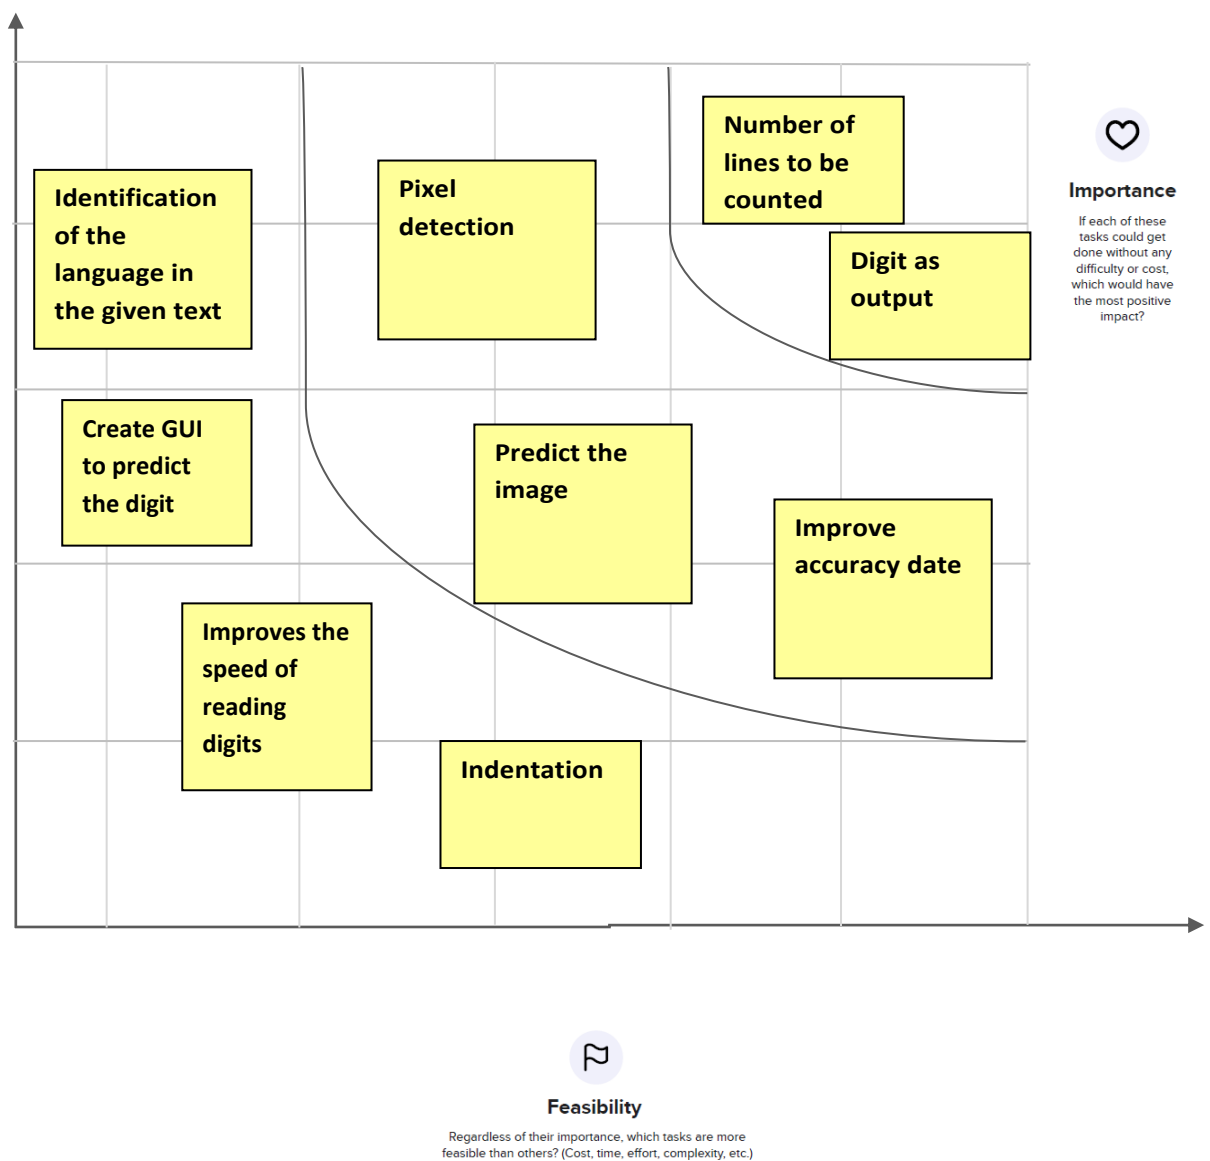 Number of
lines to be
counted
Identification
of the
language in
the given text
Pixel
detection
Digit as
output
Importance
If each of these
tasks could get
done without any
difficulty or cost,
which would have
the most positive
impact?
Create GUI
to predict
the digit
Predict the
image
Improve
accuracy date
Improves the
speed of
reading
digits
Indentation
Feasibility
Regardless of their importance, which tasks are more
feasible than others? (Cost, time, effort, complexity, etc.)